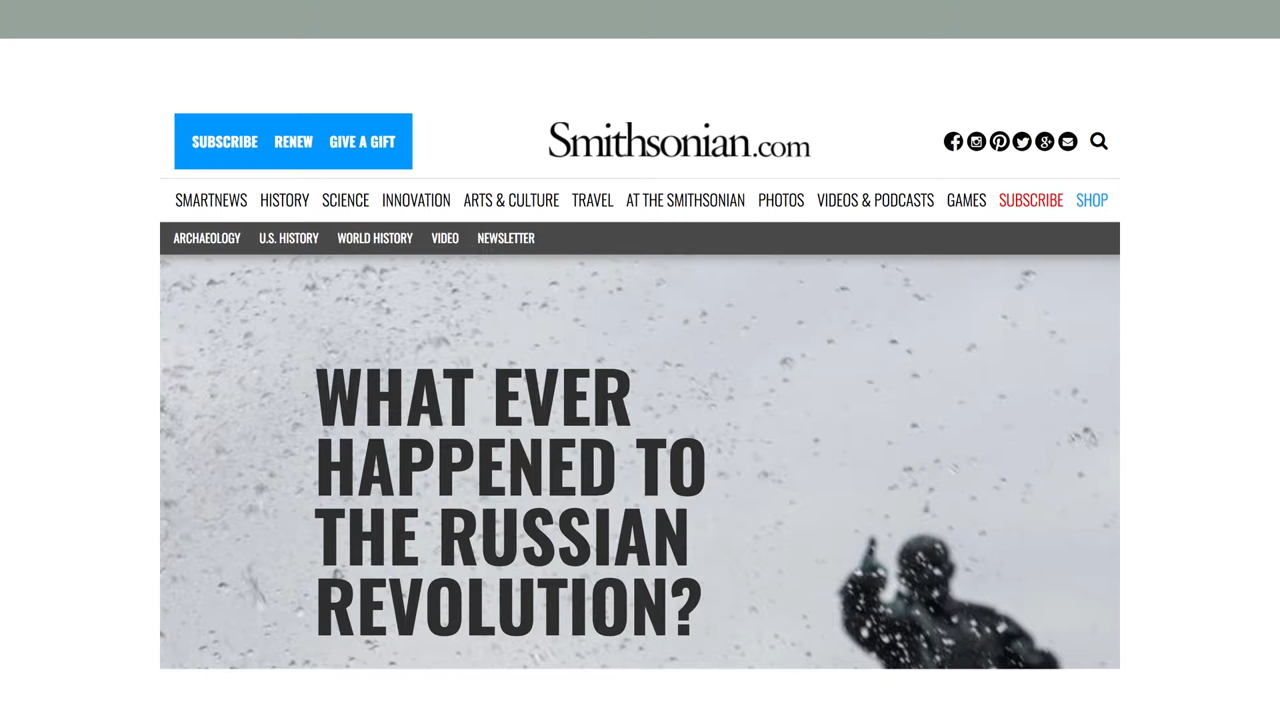 SUBSCRIBE RENEW GIVE A GIFT
Smithsonian.com
SMARTNEWS HISTORY SCIENCE INNOVATION ARTS & CULTURE TRAVEL AT THE SMITHSONIAN PHOTOS VIDEOS & PODCASTS GAMES SUBSCRIBE SHOP
ARCHAEOLOGY U.S. HISTORY WORLD HISTORY VIDEO NEWSLETTER
WHAT EVER
HAPPENED TO
THE RUSSIAN
REVOLUTION?